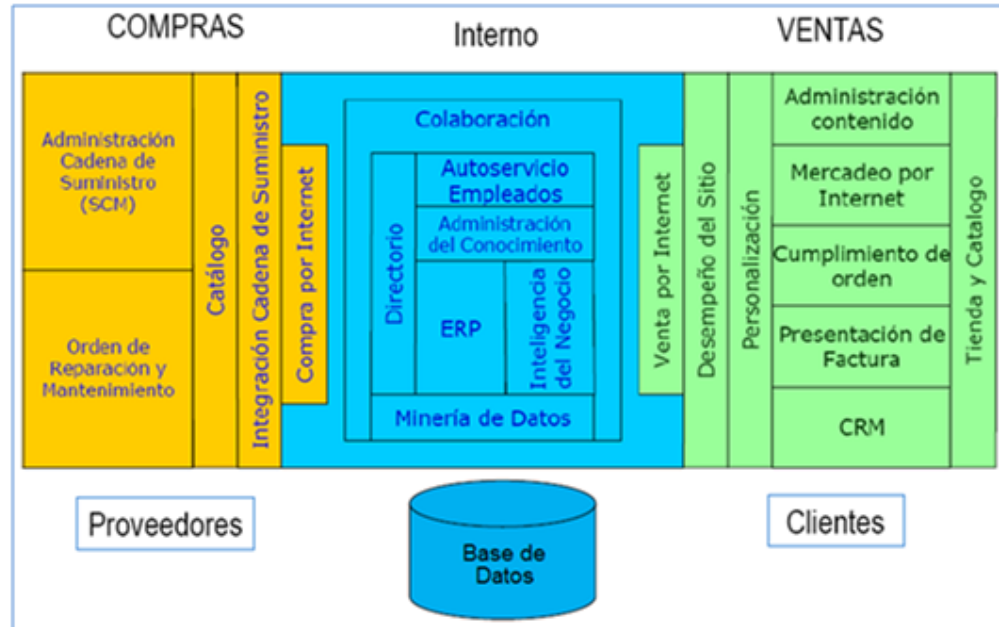 COMPRAS
Interno
VENTAS
Administración
Cadena de
Suministro
(SCM)
Orden de
Reparación y
Mantenimiento
Catálogo
Integración Cadena de Suministro
Compra por Internet
Colaboración
Directorio
Autoservicio
Empleados
Administración
del Conocimiento
ERP
Inteligencia
del Negocio
Minería de Datos
Venta por Internet
Desempeño del Sitio
Personalización
Administración
contenido
Mercadeo por
Internet
Cumplimiento de
orden
Presentación de
Factura
CRM
Tienda y Catalogo
Proveedores
Base de
Datos
Clientes